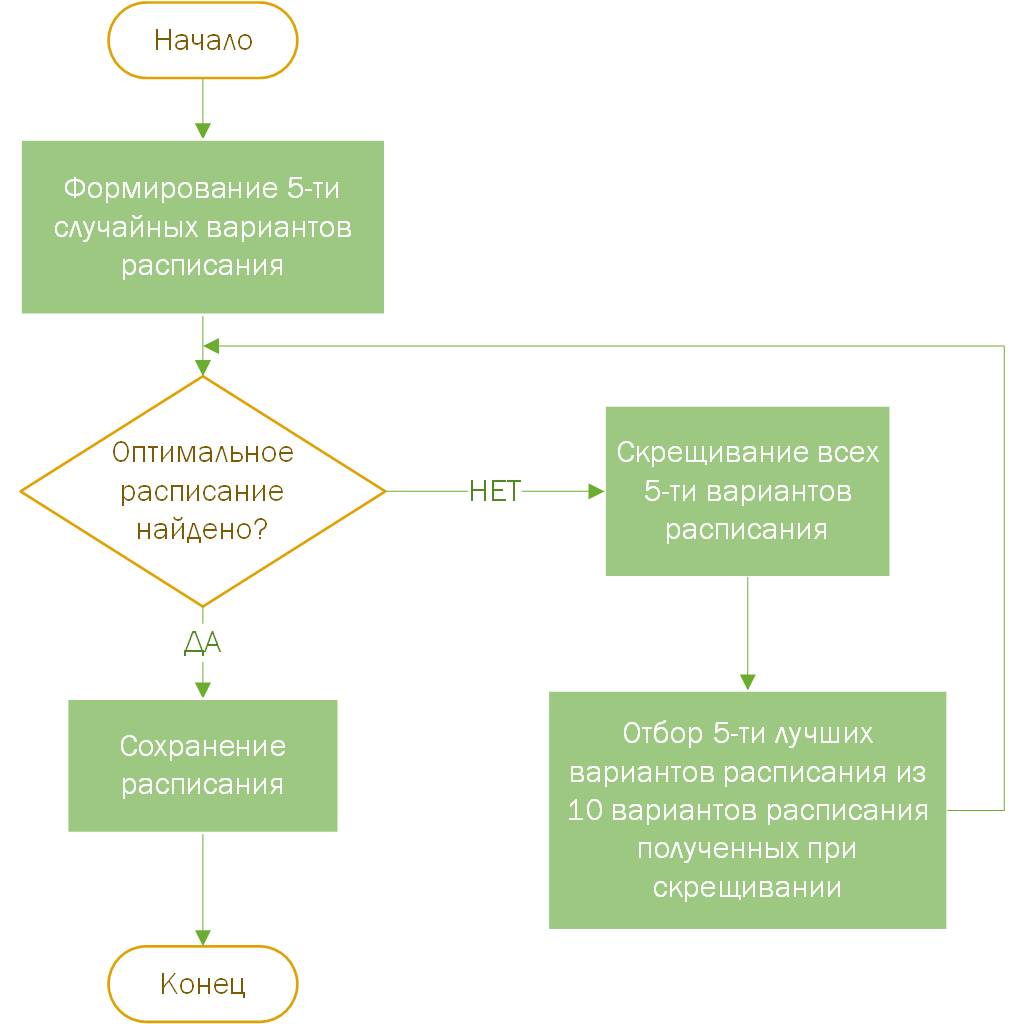 Начало
Формирование 5-ти
случайных вариантов
расписания
Оптимальное
расписание
найдено?
НЕТ
Скрещивание всех
5-ти вариантов
расписания
ДА
Сохранение
расписания
Отбор 5-ти лучших
вариантов расписания из
10 вариантов расписания
полученных при
скрещивании
Конец